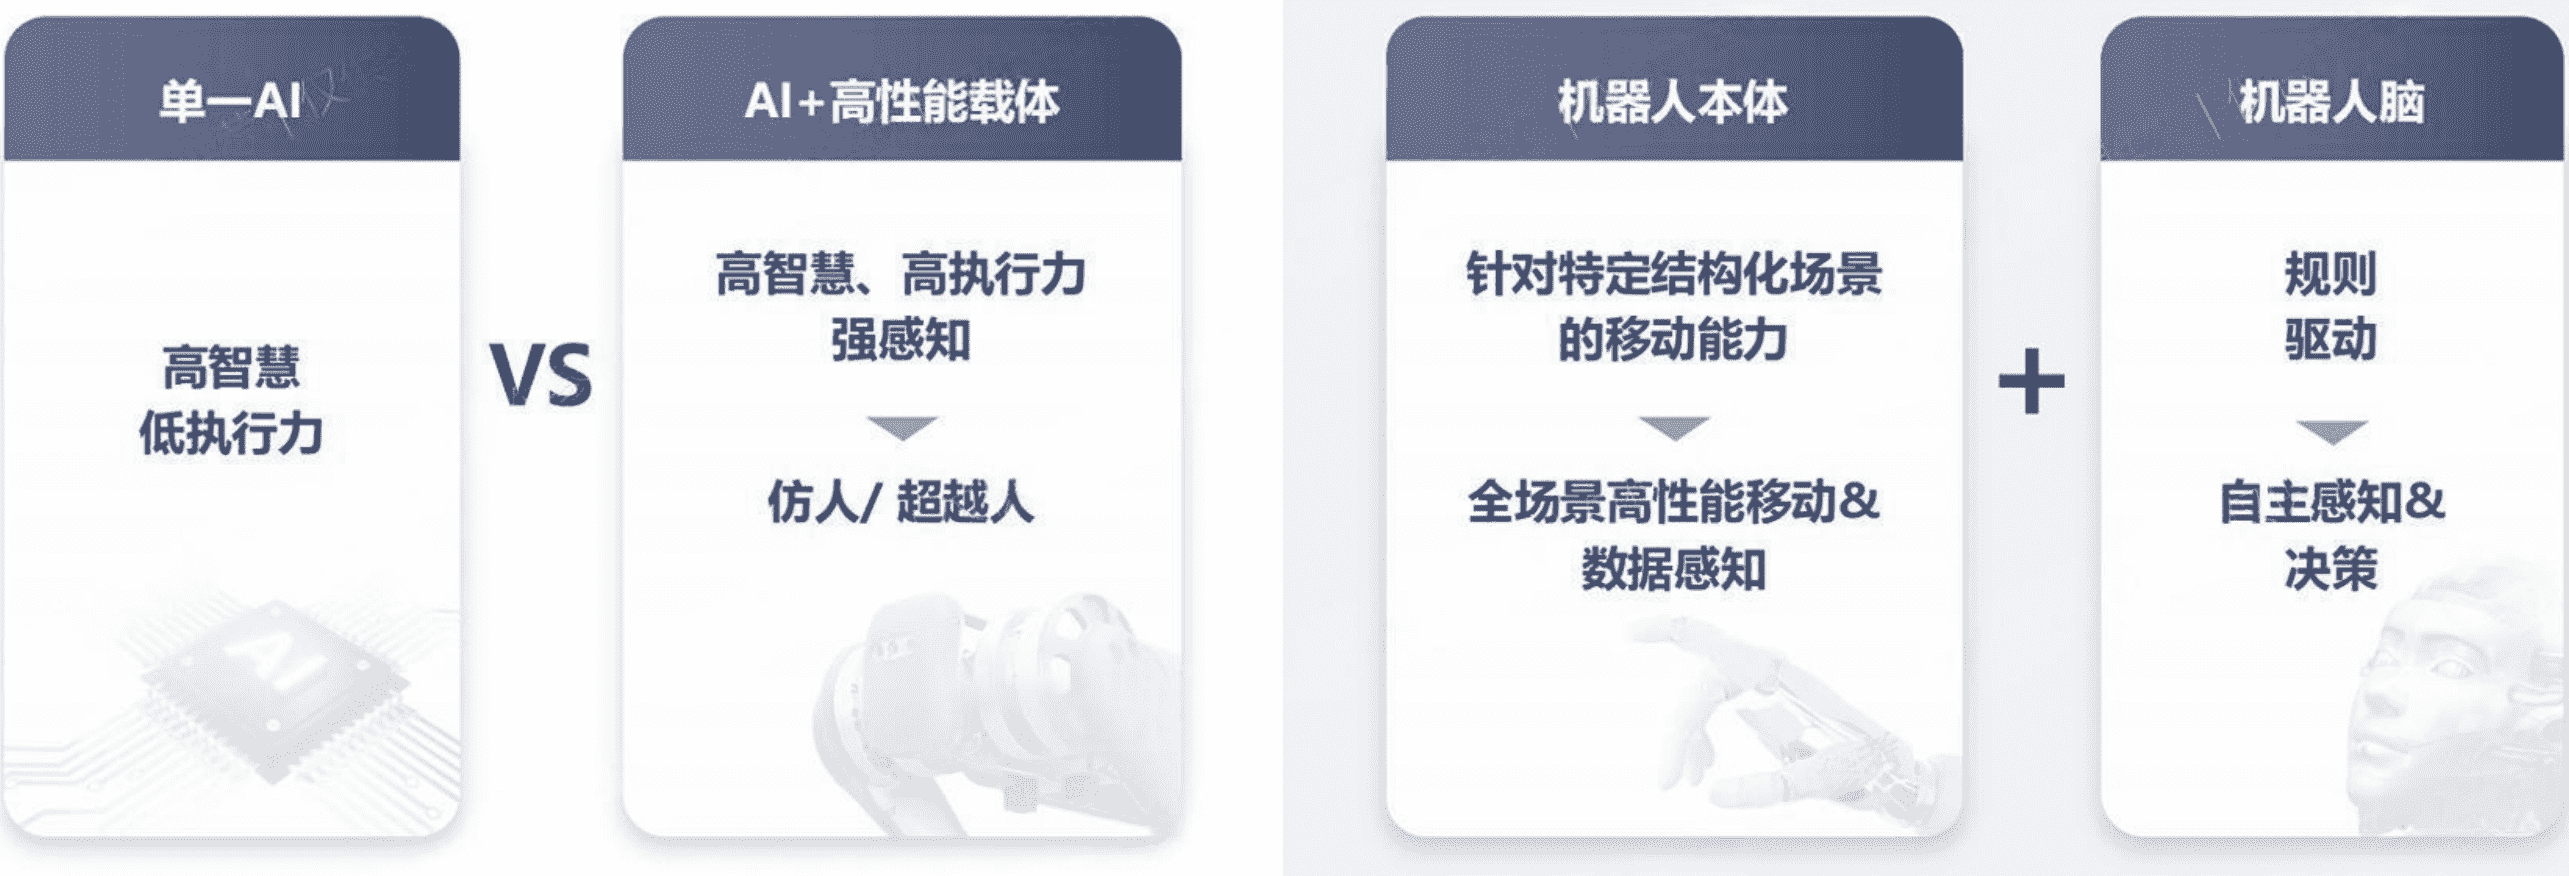 单一AI
高智慧
低执行力
VS
AI+高性能载体
高智慧、高执行力
强感知
仿人/ 超越人
机器人本体
针对特定结构化场景
的移动能力
全场景高性能移动&
数据感知
+
机器人脑
规则
驱动
自主感知&
决策
AI